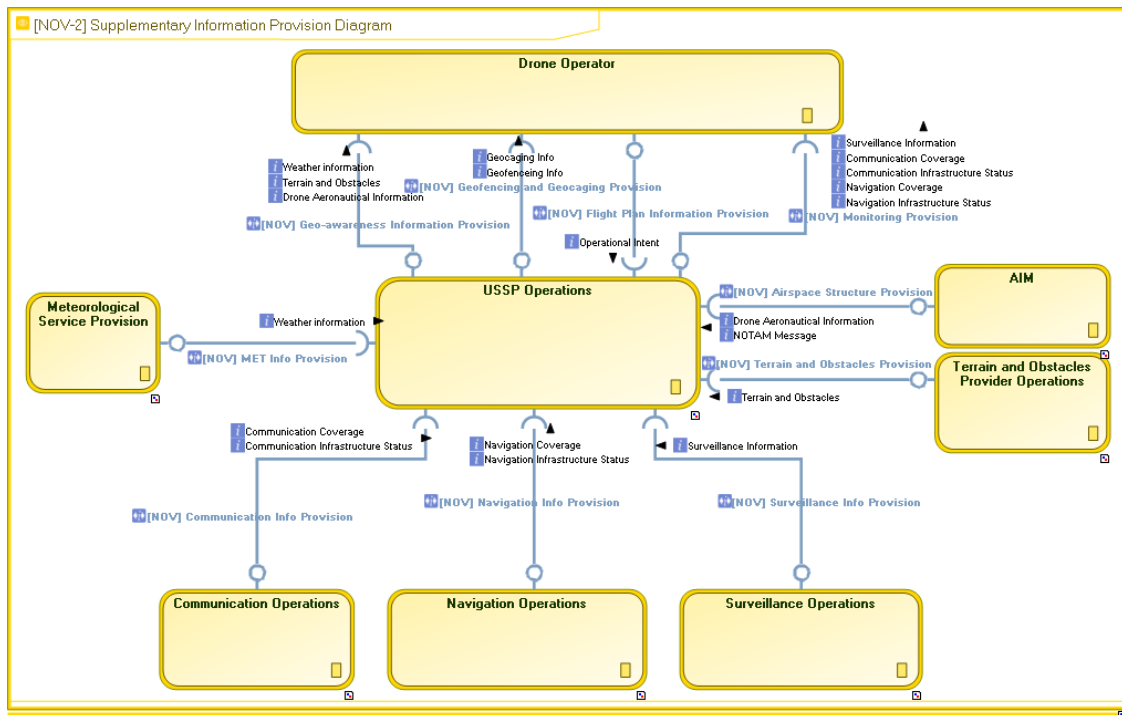 [NOV-2] Supplementary Information Provision Diagram
Drone Operator
Weather information
Terrain and Obstacles
Drone Aeronautical Information
[NOV] Geo-awareness Information Provision
Geocaging Info
Geofenceing Info
[NOV] Geofencing and Geocaging Provision
[NOV] Flight Plan Information Provision
Operational Intent
Surveillance Information
Communication Coverage
Communication Infrastructure Status
Navigation Coverage
Navigation Infrastructure Status
[NOV] Monitoring Provision
Meteorological
Service Provision
Weather information
[NOV] MET Info Provision
USSP Operations
[NOV] Airspace Structure Provision
Drone Aeronautical Information
NOTAM Message
AIM
[NOV] Terrain and Obstacles Provision
Terrain and Obstacles
Terrain and Obstacles
Provider Operations
Communication Coverage
Communication Infrastructure Status
[NOV] Communication Info Provision
Navigation Coverage
Navigation Infrastructure Status
[NOV] Navigation Info Provision
Surveillance Information
[NOV] Surveillance Info Provision
Communication Operations
Navigation Operations
Surveillance Operations